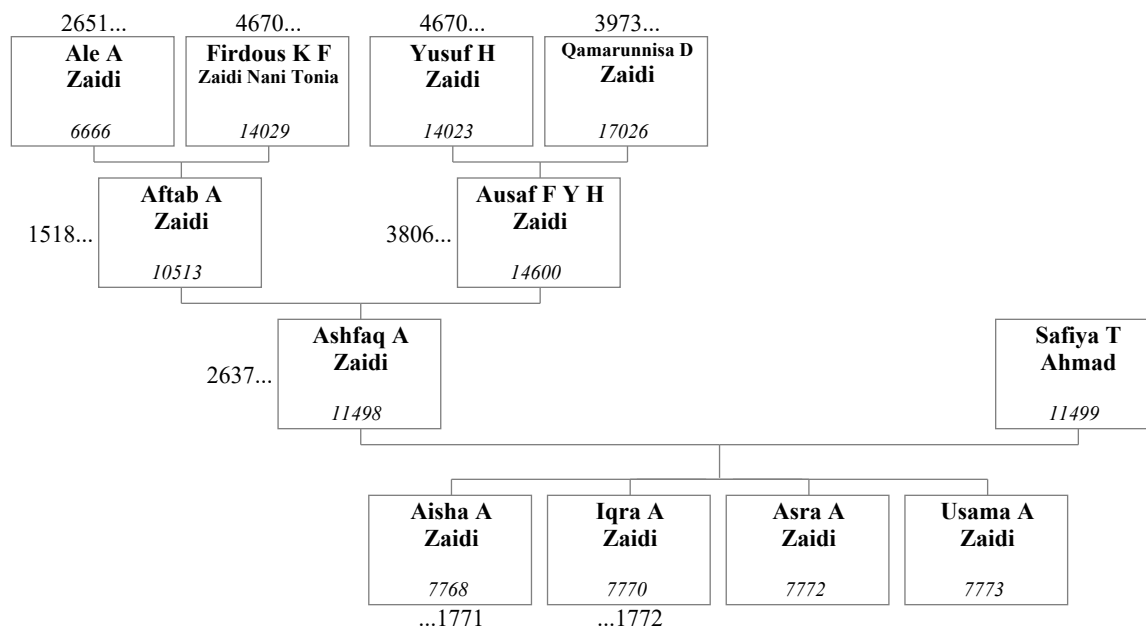 2651...
4670...
4670...
3973...
Ale A
Zaidi
6666
Firdous K F
Zaidi Nani Tonia
14029
Yusuf H
Zaidi
14023
Qamarunnisa D
Zaidi
17026
1518...
Aftab A
Zaidi
10513
3806...
Ausaf F Y H
Zaidi
14600
2637...
Ashfaq A
Zaidi
11498
Safiya T
Ahmad
11499
Aisha A
Zaidi
7768
Iqra A
Zaidi
7770
Asra A
Zaidi
7772
Usama A
Zaidi
7773
...1771
...1772